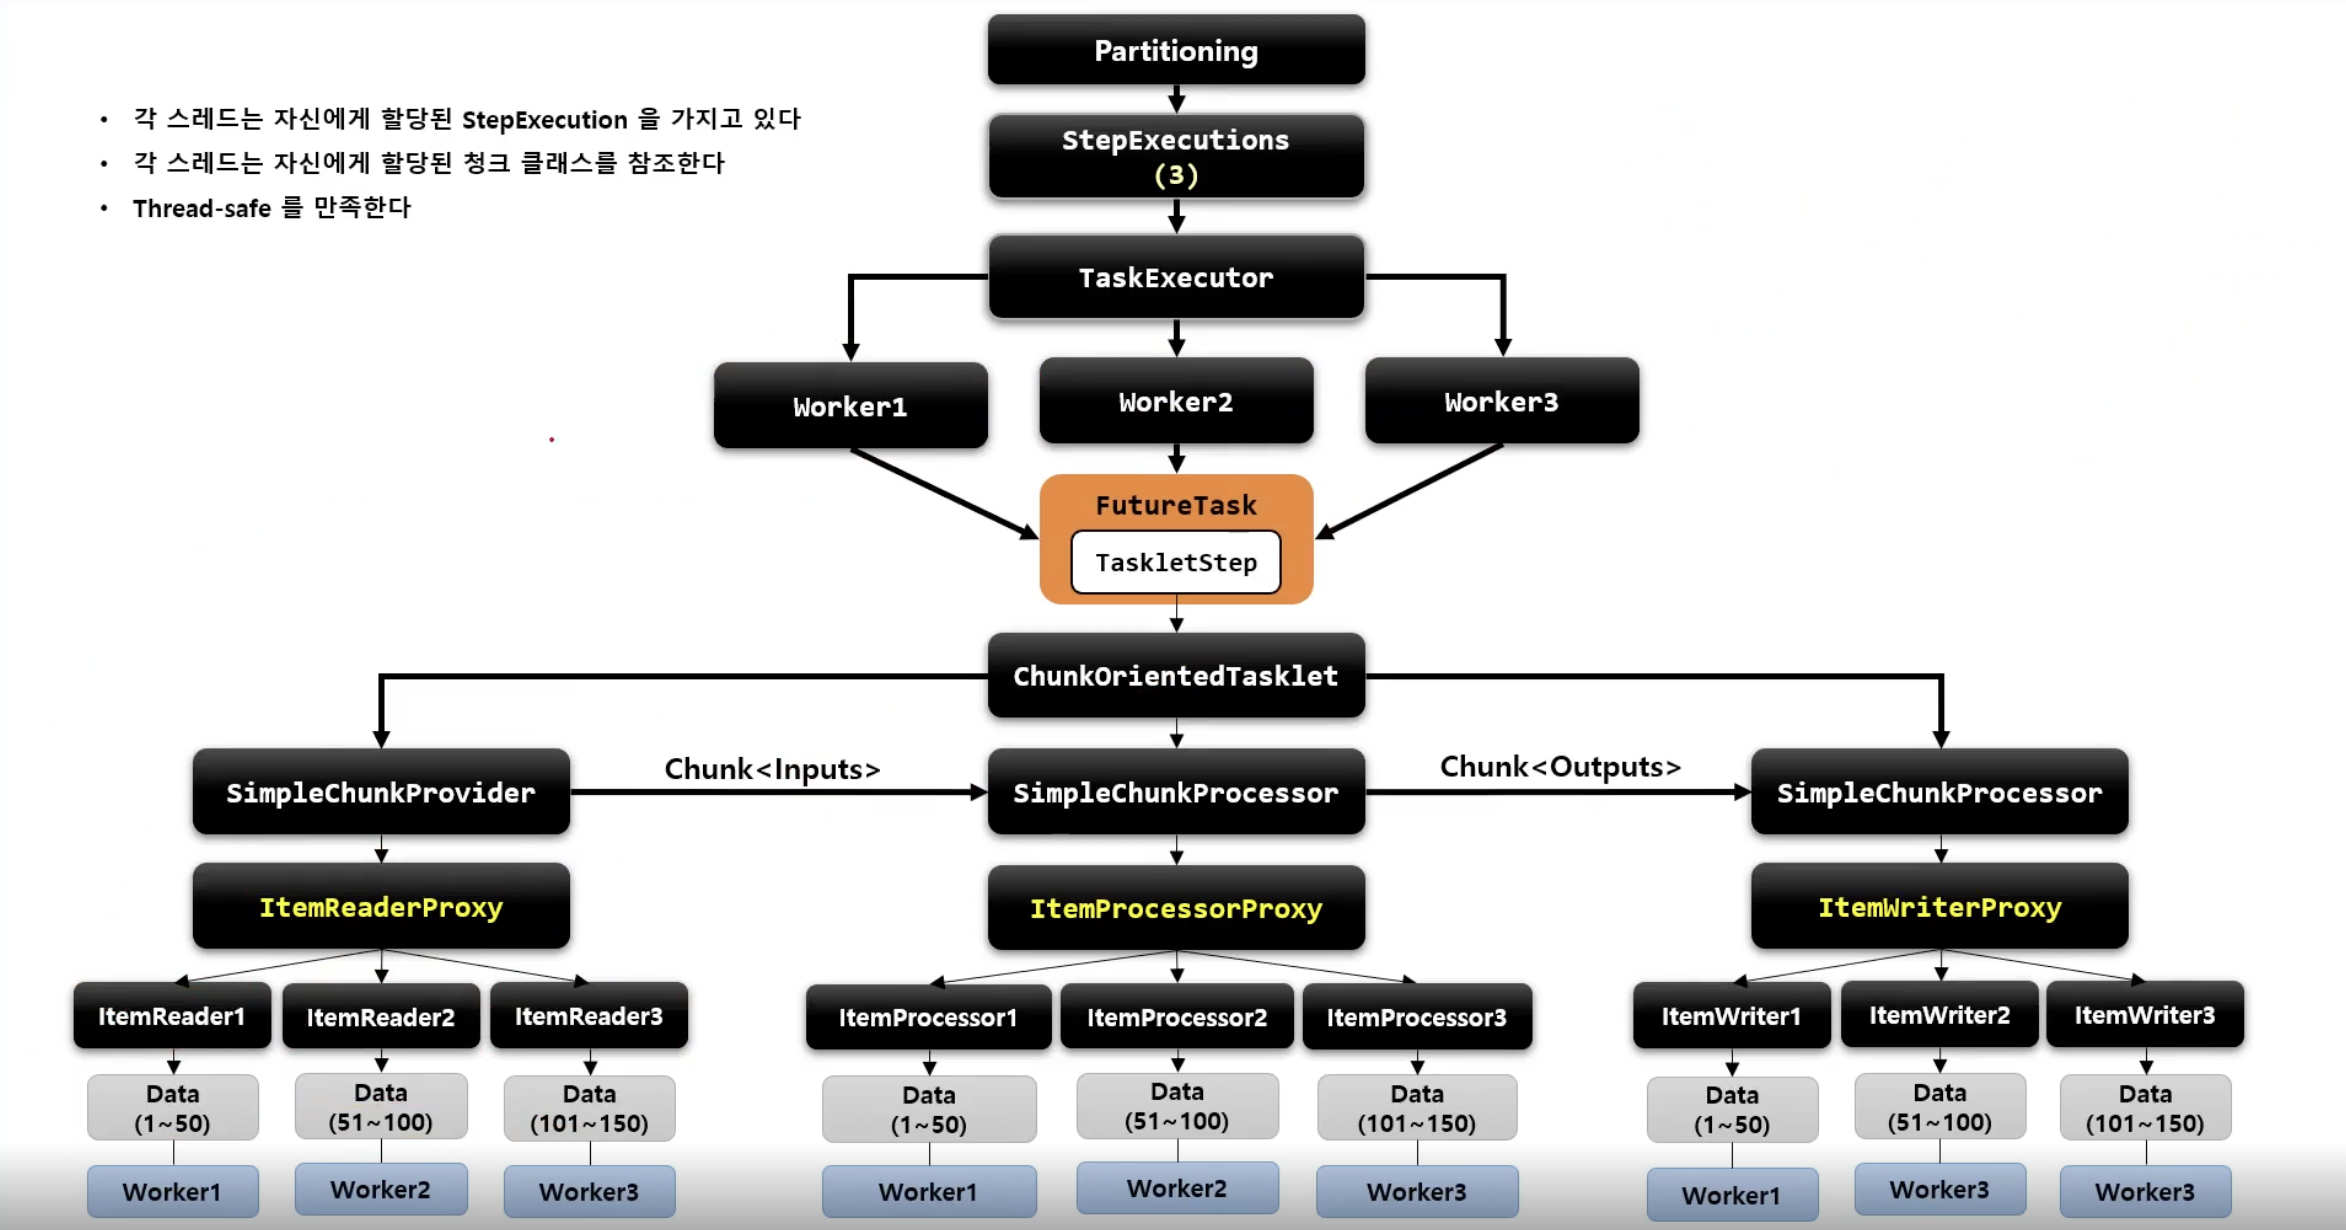 Partitioning
• 각 스레드는 자신에게 할당된 StepExecution 을 가지고 있다
• 각 스레드는 자신에게 할당된 청크 클래스를 참조한다
• Thread-safe 를 만족한다
StepExecutions
(3)
TaskExecutor
Worker1
Worker2
Worker3
FutureTask
TaskletStep
ChunkOrientedTasklet
SimpleChunkProvider
Chunk<Inputs>
SimpleChunkProcessor
Chunk<Outputs>
SimpleChunkProcessor
ItemReaderProxy
ItemProcessorProxy
ItemWriterProxy
ItemReader1
ItemReader2
ItemReader3
ItemProcessor1
ItemProcessor2
ItemProcessor3
ItemWriter1
ItemWriter2
ItemWriter3
Data
(1~50)
Data
(51~100)
Data
(101~150)
Data
(1~50)
Data
(51~100)
Data
(101~150)
Data
(1~50)
Data
(51~100)
Data
(101~150)
Worker1
Worker2
Worker3
Worker1
Worker2
Worker3
Worker1
Worker3
Worker3